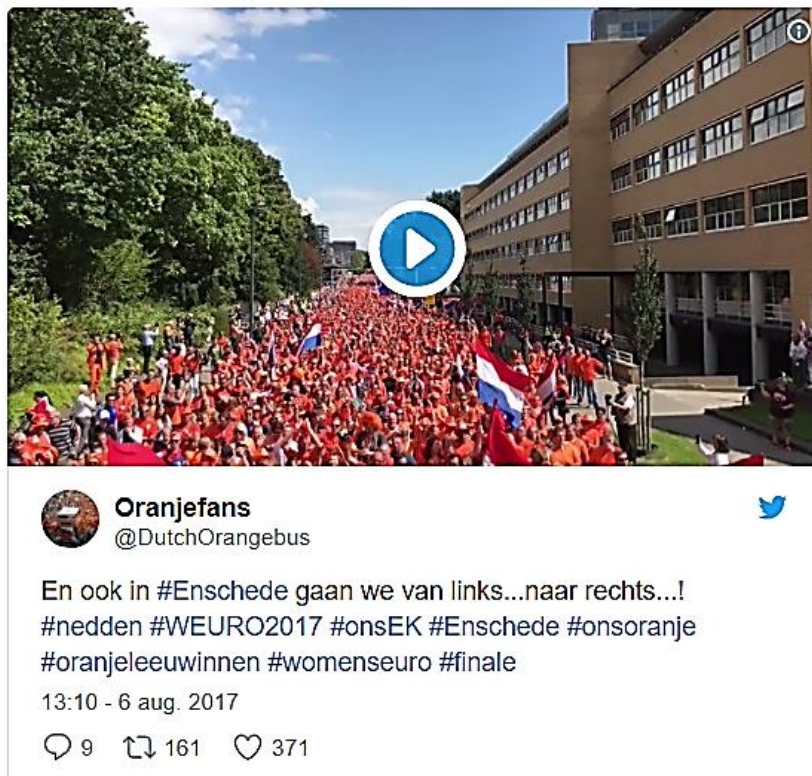 Oranjefans
@DutchOrangebus
En ook in #Enschede gaan we van links...naar rechts...!
#nedden #WEURO2017 #onsEK #Enschede #onsoranje
#oranjeleeuwinnen #womenseuro #finale
13:10 - 6 aug. 2017
9 161 371